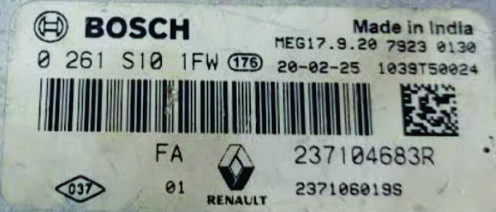 BOSCH Made in India
MEG17.9.20 7923 0130
0 261 S10 1FW 176 20-02-25 1039T50024
FA 237104683R
037 01 RENAULT 237106019S